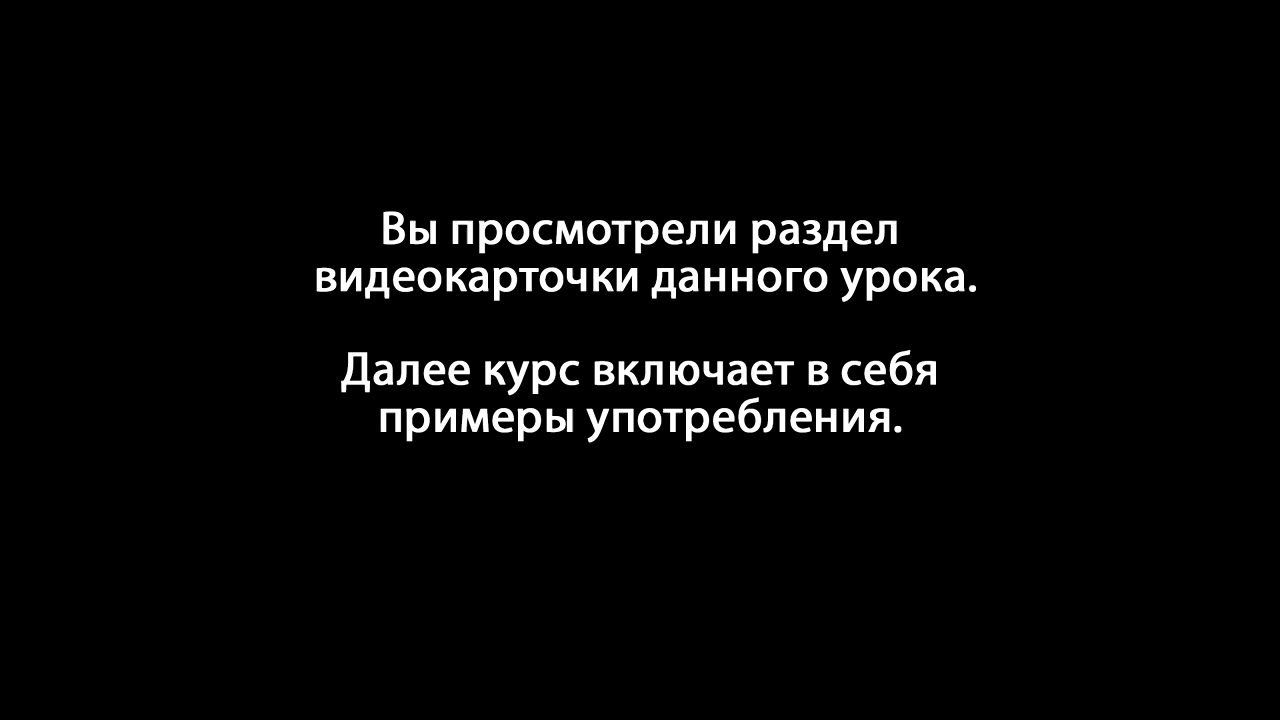 Вы просмотрели раздел
видеокарточки данного урока.
Далее курс включает в себя
примеры употребления.